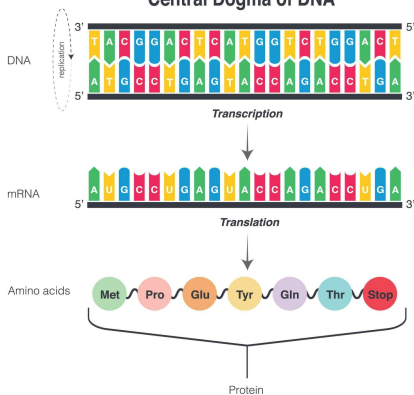 Central Dogma of DNA
3' 5'
T A C G G A C T C A T G G T C T G G A C T
DNA
replication
A T G C C T G A G T A C C A G A C C T G A
5' 3'
Transcription
mRNA
A U G C C U G A G U A C C A G A C C U G A
5' 3'
Translation
Amino acids
Met Pro Glu Tyr Gln Thr Stop
Protein